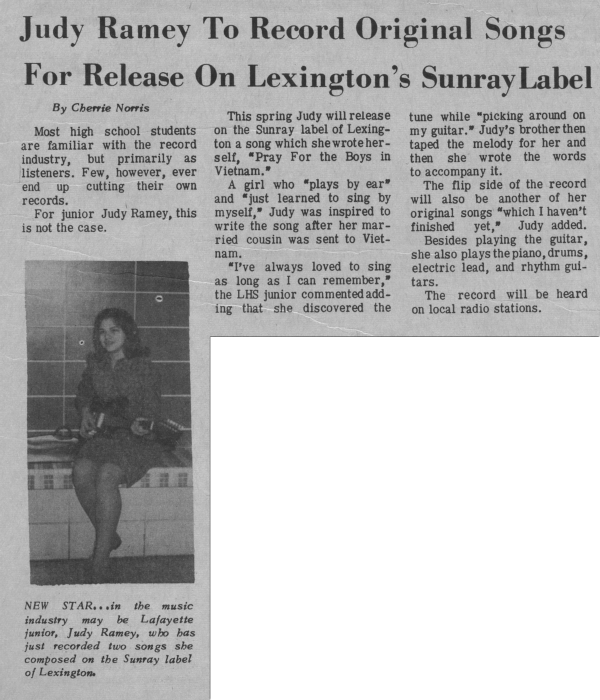 Judy Ramey To Record Original Songs
For Release On Lexington's Sunray Label
By Cherrie Norris
Most high school students
are familiar with the record
industry, but primarily as
listeners. Few, however, ever
end up cutting their own
records.
For junior Judy Ramey, this
is not the case.
This spring Judy will release
on the Sunray label of Lexing-
ton a song which she wrote her-
self, "Pray For the Boys in
Vietnam."
A girl who "plays by ear"
and "just learned to sing by
myself," Judy was inspired to
write the song after her mar-
ried cousin was sent to Viet-
nam.
"I've always loved to sing
as long as I can remember,"
the LHS junior commented add-
ing that she discovered the
tune while "picking around on
my guitar." Judy's brother then
taped the melody for her and
then she wrote the words
to accompany it.
The flip side of the record
will also be another of her
original songs "which I haven't
finished yet," Judy added.
Besides playing the guitar,
she also plays the piano, drums,
electric lead, and rhythm gui-
tars.
The record will be heard
on local radio stations.
NEW STAR...in the music
industry may be Lafayette
junior, Judy Ramey, who has
just recorded two songs she
composed on the Sunray label
of Lexington.